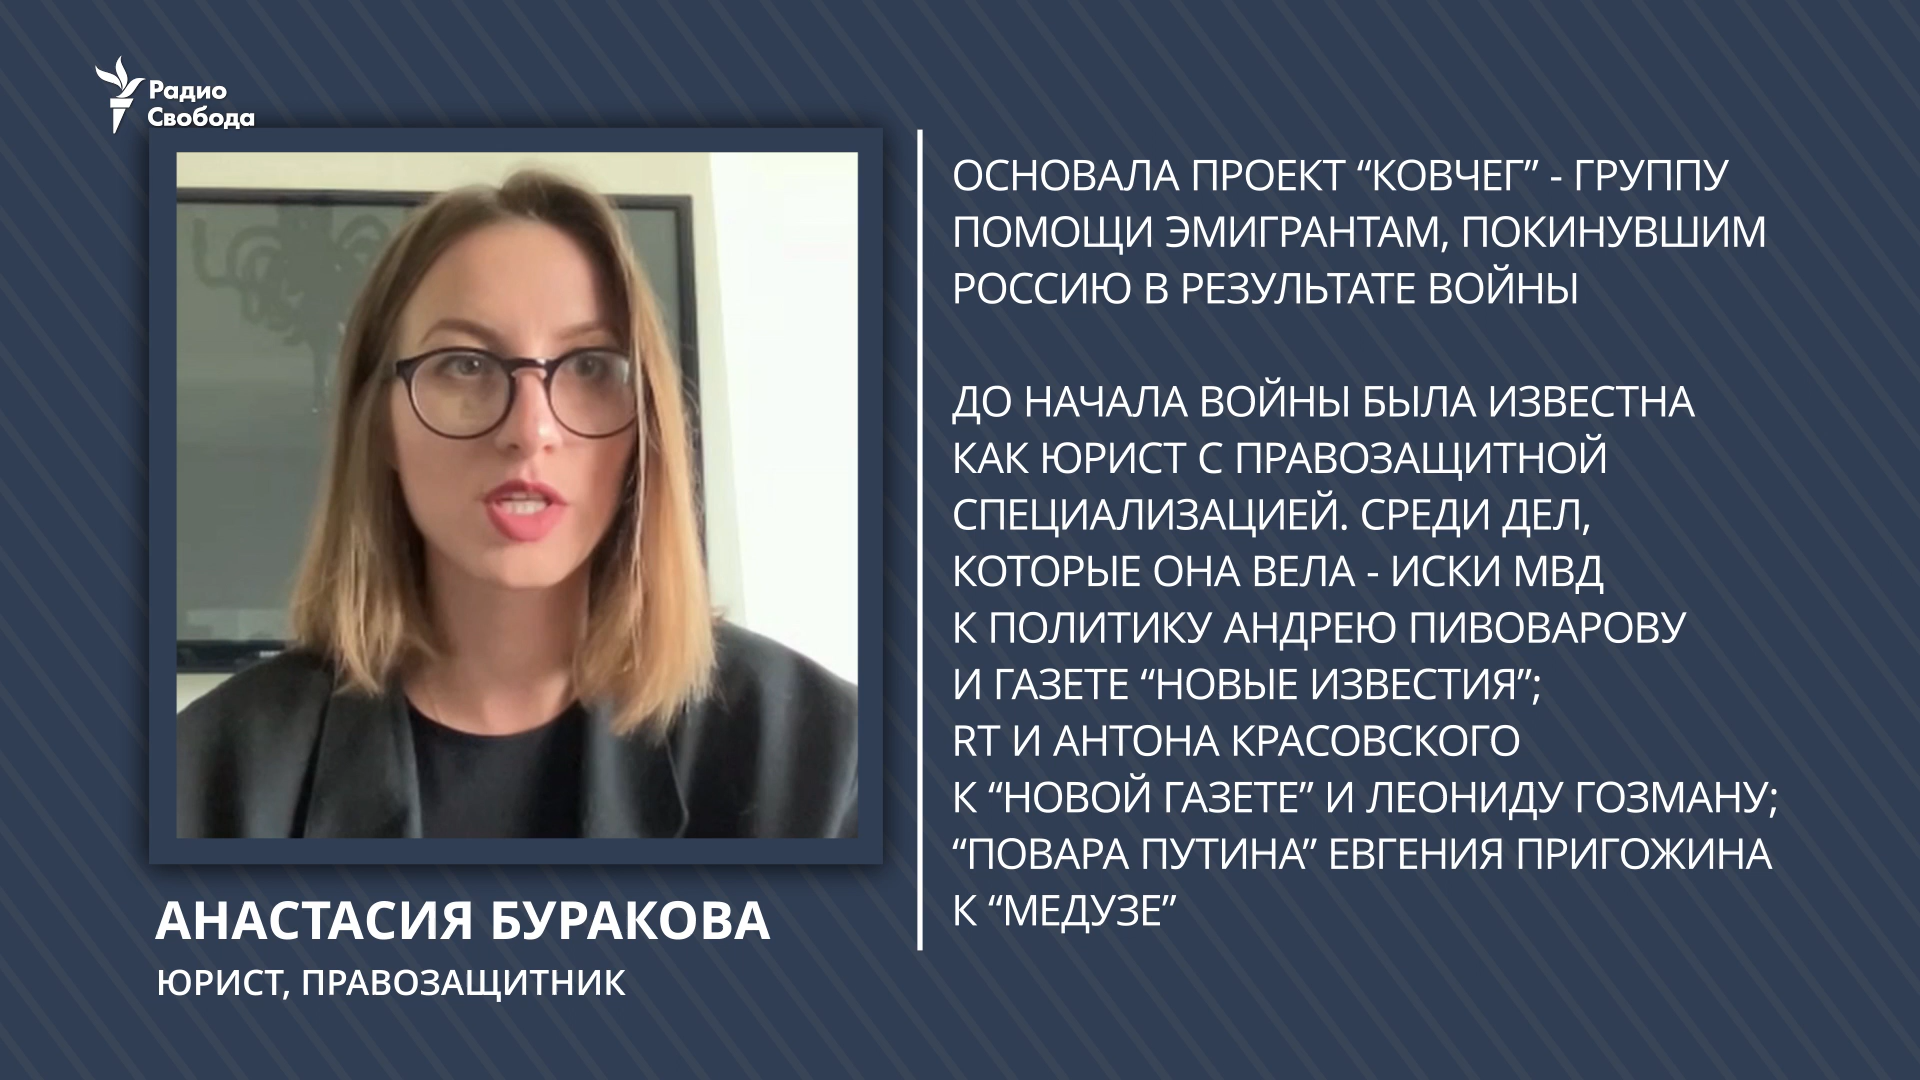 Радио
Свобода
АНАСТАСИЯ БУРАКОВА
ЮРИСТ, ПРАВОЗАЩИТНИК
ОСНОВАЛА ПРОЕКТ “КОВЧЕГ” - ГРУППУ
ПОМОЩИ ЭМИГРАНТАМ, ПОКИНУВШИМ
РОССИЮ В РЕЗУЛЬТАТЕ ВОЙНЫ
ДО НАЧАЛА ВОЙНЫ БЫЛА ИЗВЕСТНА
КАК ЮРИСТ С ПРАВОЗАЩИТНОЙ
СПЕЦИАЛИЗАЦИЕЙ. СРЕДИ ДЕЛ,
КОТОРЫЕ ОНА ВЕЛА - ИСКИ МВД
К ПОЛИТИКУ АНДРЕЮ ПИВОВАРОВУ
И ГАЗЕТЕ “НОВЫЕ ИЗВЕСТИЯ”;
RT И АНТОНА КРАСОВСКОГО
К “НОВОЙ ГАЗЕТЕ” И ЛЕОНИДУ ГОЗМАНУ;
“ПОВАРА ПУТИНА” ЕВГЕНИЯ ПРИГОЖИНА
К “МЕДУЗЕ”